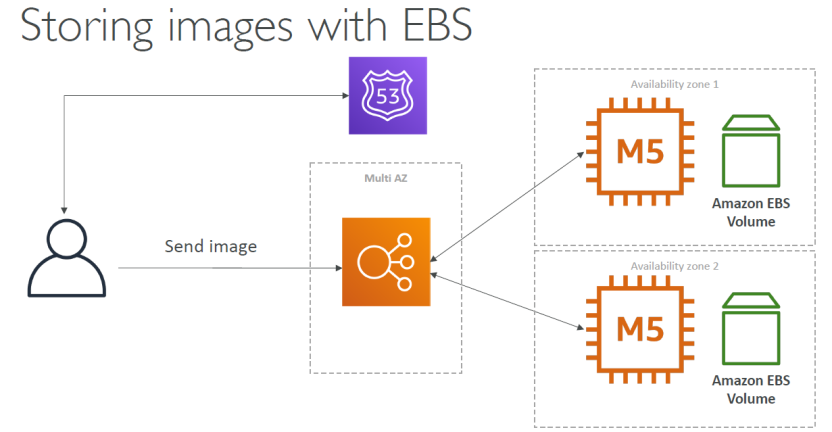 Storing images with EBS
53
Availability zone 1
M5
Amazon EBS
Volume
Multi AZ
Send image
Availability zone 2
M5
Amazon EBS
Volume